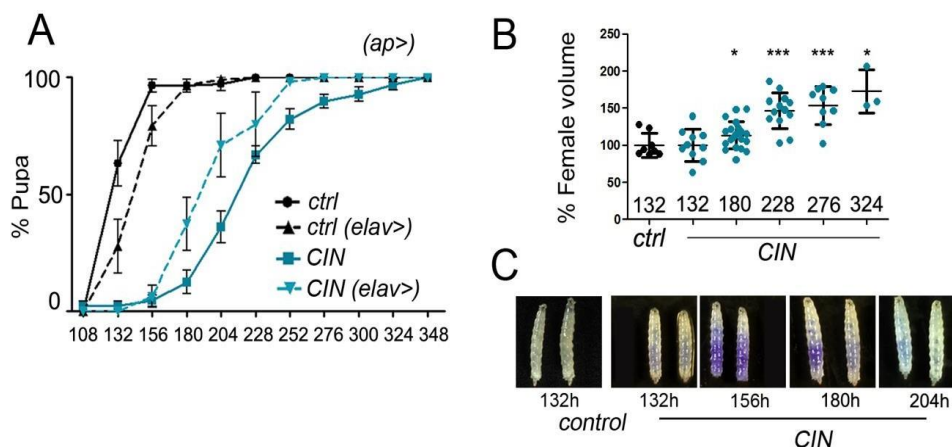 A
(ap>)
% Pupa
100
50
0
ctrl
ctrl (elav>)
CIN
CIN (elav>)
108 132 156 180 204 228 252 276 300 324 348
B
% Female volume
250
200
150
100
50
0
* *** *** *
132 132 180 228 276 324
ctrl CIN
C
132h 132h 156h 180h 204h
control CIN